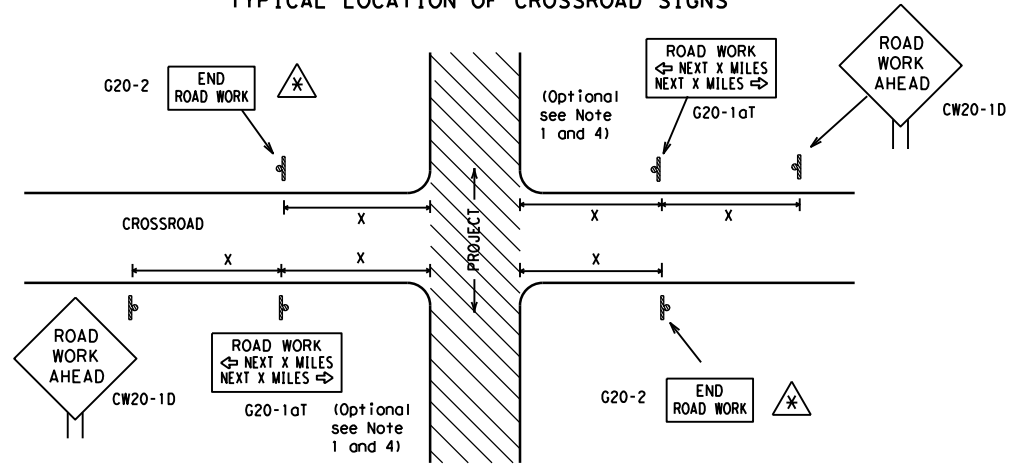 TYPICAL LOCATION OF CROSSROAD SIGNS
G20-2
END
ROAD WORK
*
(Optional
see Note
1 and 4)
ROAD WORK
⇦ NEXT X MILES
NEXT X MILES ⇨
G20-1aT
ROAD
WORK
AHEAD
CW20-1D
CROSSROAD
X
X
X
PROJECT
X
X
X
ROAD
WORK
AHEAD
CW20-1D
ROAD WORK
⇦ NEXT X MILES
NEXT X MILES ⇨
G20-1aT
(Optional
see Note
1 and 4)
G20-2
END
ROAD WORK
*